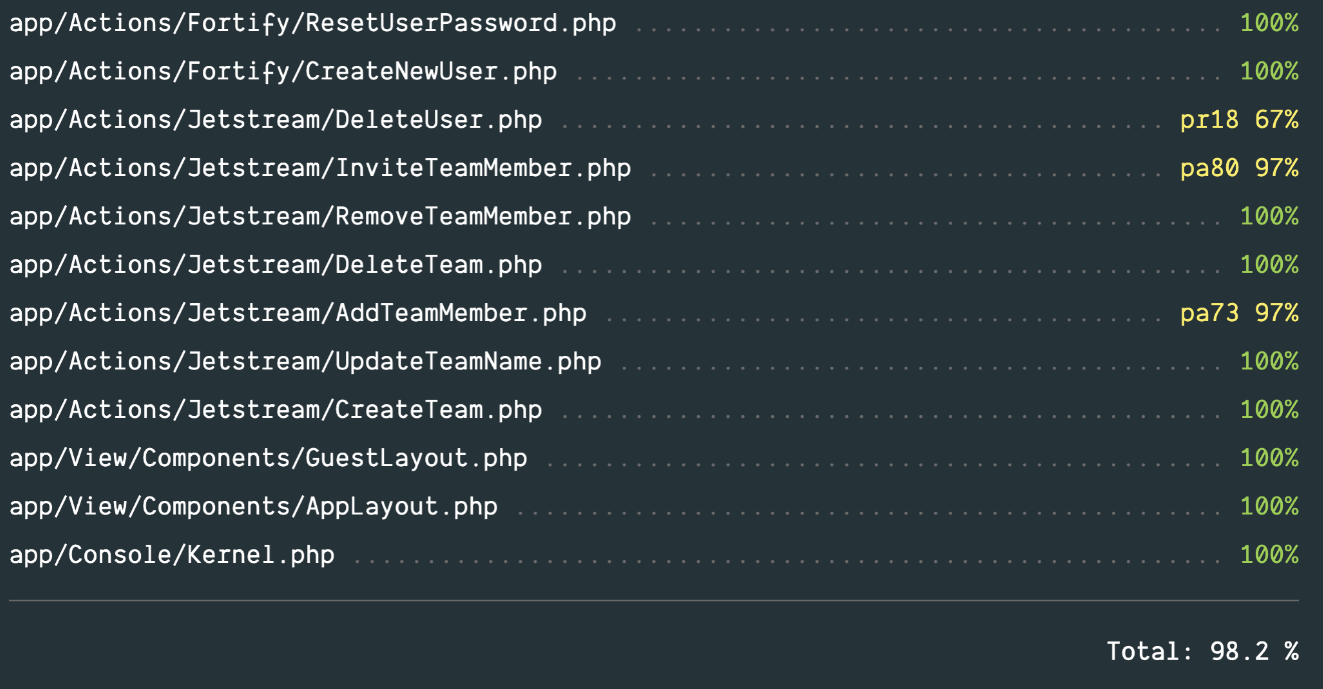 app/Actions/Fortify/ResetUserPassword.php ........................................ 100%
app/Actions/Fortify/CreateNewUser.php .......................................... 100%
app/Actions/Jetstream/DeleteUser.php ...................................... pr18 67%
app/Actions/Jetstream/InviteTeamMember.php ................................... pa80 97%
app/Actions/Jetstream/RemoveTeamMember.php ....................................... 100%
app/Actions/Jetstream/DeleteTeam.php .......................................... 100%
app/Actions/Jetstream/AddTeamMember.php ...................................... pa73 97%
app/Actions/Jetstream/UpdateTeamName.php ......................................... 100%
app/Actions/Jetstream/CreateTeam.php .......................................... 100%
app/View/Components/GuestLayout.php .......................................... 100%
app/View/Components/AppLayout.php ................................................ 100%
app/Console/Kernel.php ........................................................... 100%
Total: 98.2 %